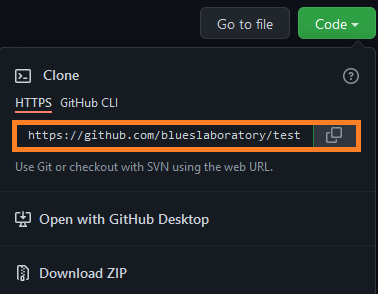 Go to file
Code
Clone
HTTPS GitHub CLI
https://github.com/blueslaboratory/test
Use Git or checkout with SVN using the web URL.
Open with GitHub Desktop
Download ZIP